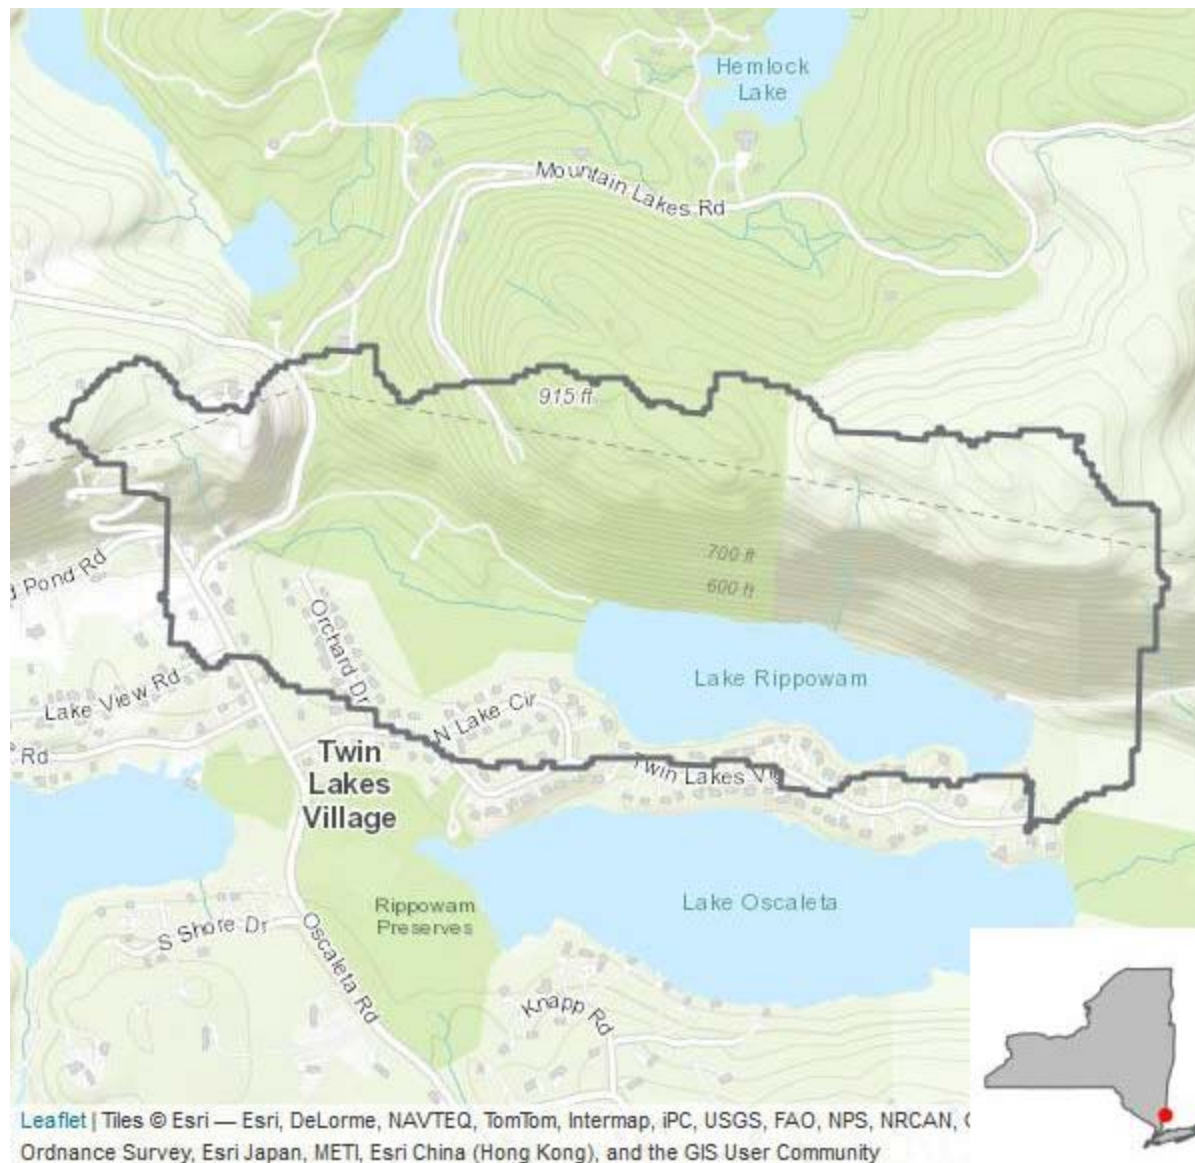 Hemlock
Lake
Mountain Lakes Rd
915 ft
700 ft
600 ft
Pond Rd
Orchard Dr
Lake View Rd
N Lake Cir
Lake Rippowam
Rd
Twin
Lakes
Village
Twin Lakes
Lake Oscaleta
Rippowam
Preserves
S Shore Dr
Oscaleta Rd
Knapp Rd
Leaflet | Tiles © Esri — Esri, DeLorme, NAVTEQ, TomTom, Intermap, iPC, USGS, FAO, NPS, NRCAN,
Ordnance Survey, Esri Japan, METI, Esri China (Hong Kong), and the GIS User Community